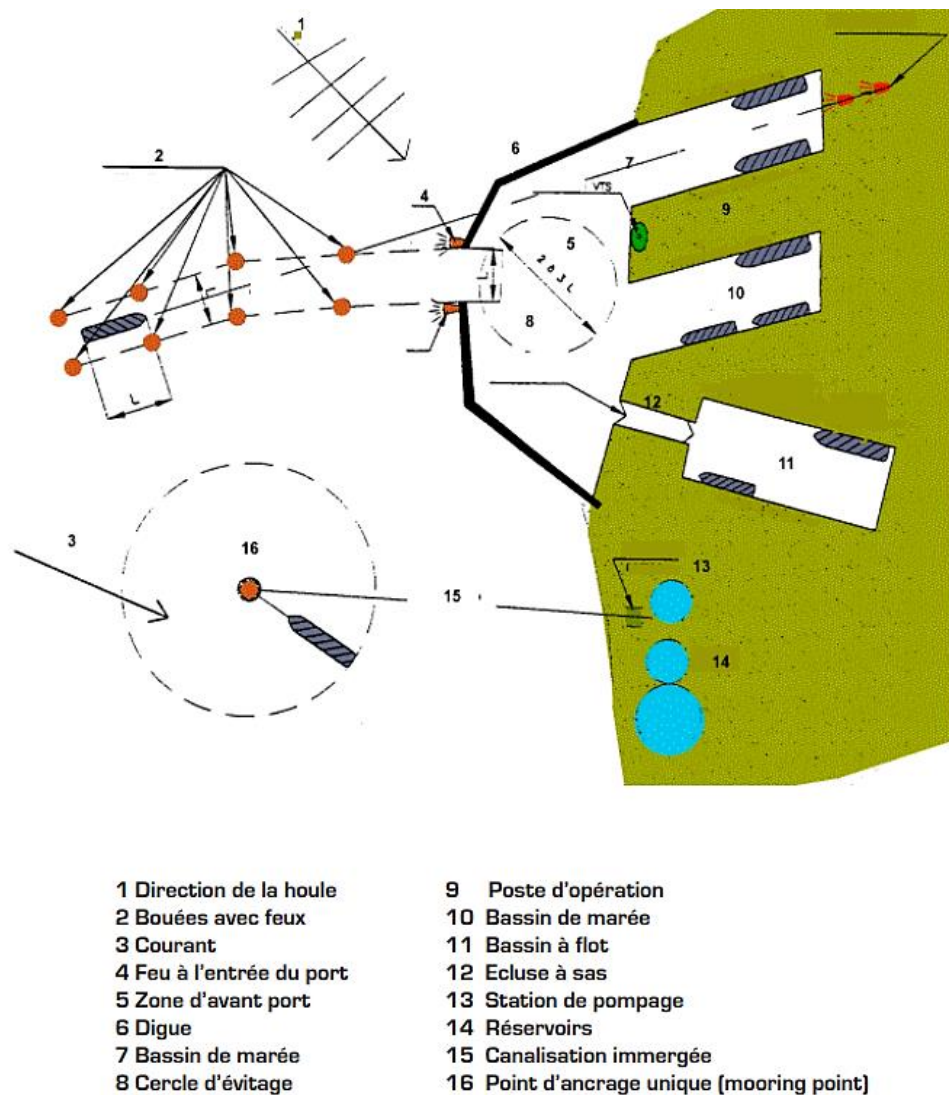 1
2
6
7
4
VTS
9
5
L
2 à 3 L
L
8
10
L
12
11
3
16
13
15
14
1 Direction de la houle
2 Bouées avec feux
3 Courant
4 Feu à l'entrée du port
5 Zone d'avant port
6 Digue
7 Bassin de marée
8 Cercle d'évitage
9 Poste d'opération
10 Bassin de marée
11 Bassin à flot
12 Ecluse à sas
13 Station de pompage
14 Réservoirs
15 Canalisation immergée
16 Point d'ancrage unique (mooring point)